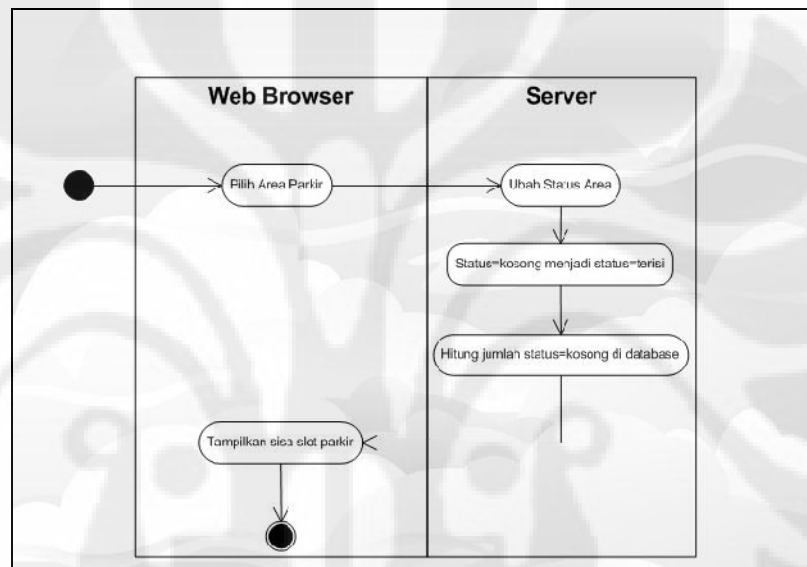 Web Browser
Server
Pilih Area Parkir
Ubah Status Area
Status=kosong menjadi status=terisi
Hitung jumlah status=kosong di database
Tampilkan sisa slot parkir